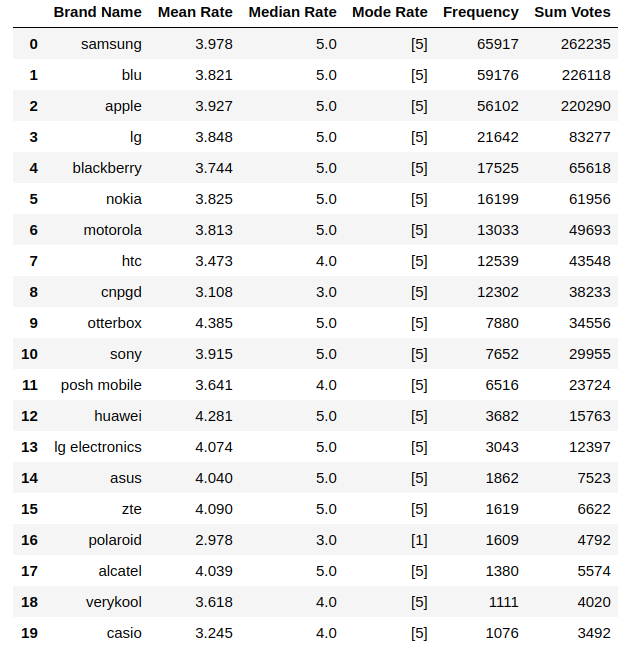 Brand Name Mean Rate Median Rate Mode Rate Frequency Sum Votes
0 samsung 3.978 5.0 [5] 65917 262235
1 blu 3.821 5.0 [5] 59176 226118
2 apple 3.927 5.0 [5] 56102 220290
3 lg 3.848 5.0 [5] 21642 83277
4 blackberry 3.744 5.0 [5] 17525 65618
5 nokia 3.825 5.0 [5] 16199 61956
6 motorola 3.813 5.0 [5] 13033 49693
7 htc 3.473 4.0 [5] 12539 43548
8 cnpgd 3.108 3.0 [5] 12302 38233
9 otterbox 4.385 5.0 [5] 7880 34556
10 sony 3.915 5.0 [5] 7652 29955
11 posh mobile 3.641 4.0 [5] 6516 23724
12 huawei 4.281 5.0 [5] 3682 15763
13 lg electronics 4.074 5.0 [5] 3043 12397
14 asus 4.040 5.0 [5] 1862 7523
15 zte 4.090 5.0 [5] 1619 6622
16 polaroid 2.978 3.0 [1] 1609 4792
17 alcatel 4.039 5.0 [5] 1380 5574
18 verykool 3.618 4.0 [5] 1111 4020
19 casio 3.245 4.0 [5] 1076 3492